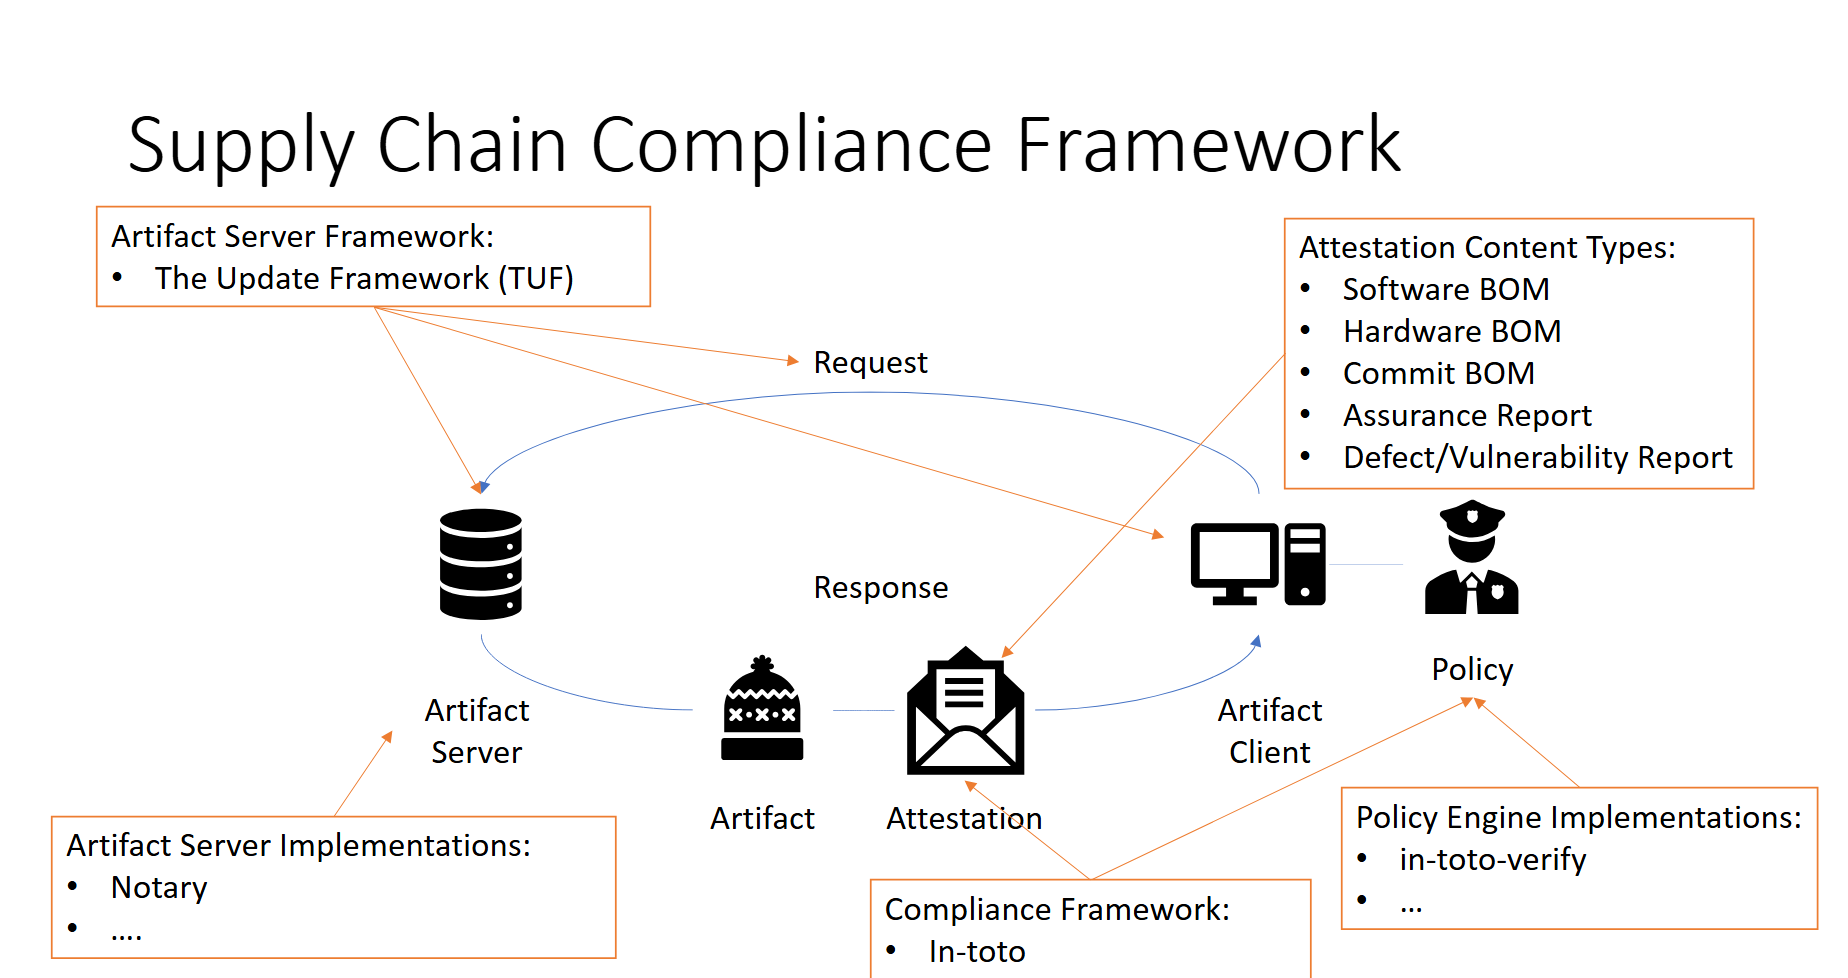 Supply Chain Compliance Framework
Artifact Server Framework:
• The Update Framework (TUF)
Attestation Content Types:
• Software BOM
• Hardware BOM
• Commit BOM
• Assurance Report
• Defect/Vulnerability Report
Request
Response
Policy
Artifact
Server
Artifact
Client
Artifact
Attestation
Artifact Server Implementations:
• Notary
• ....
Compliance Framework:
• In-toto
Policy Engine Implementations:
• in-toto-verify
• ...